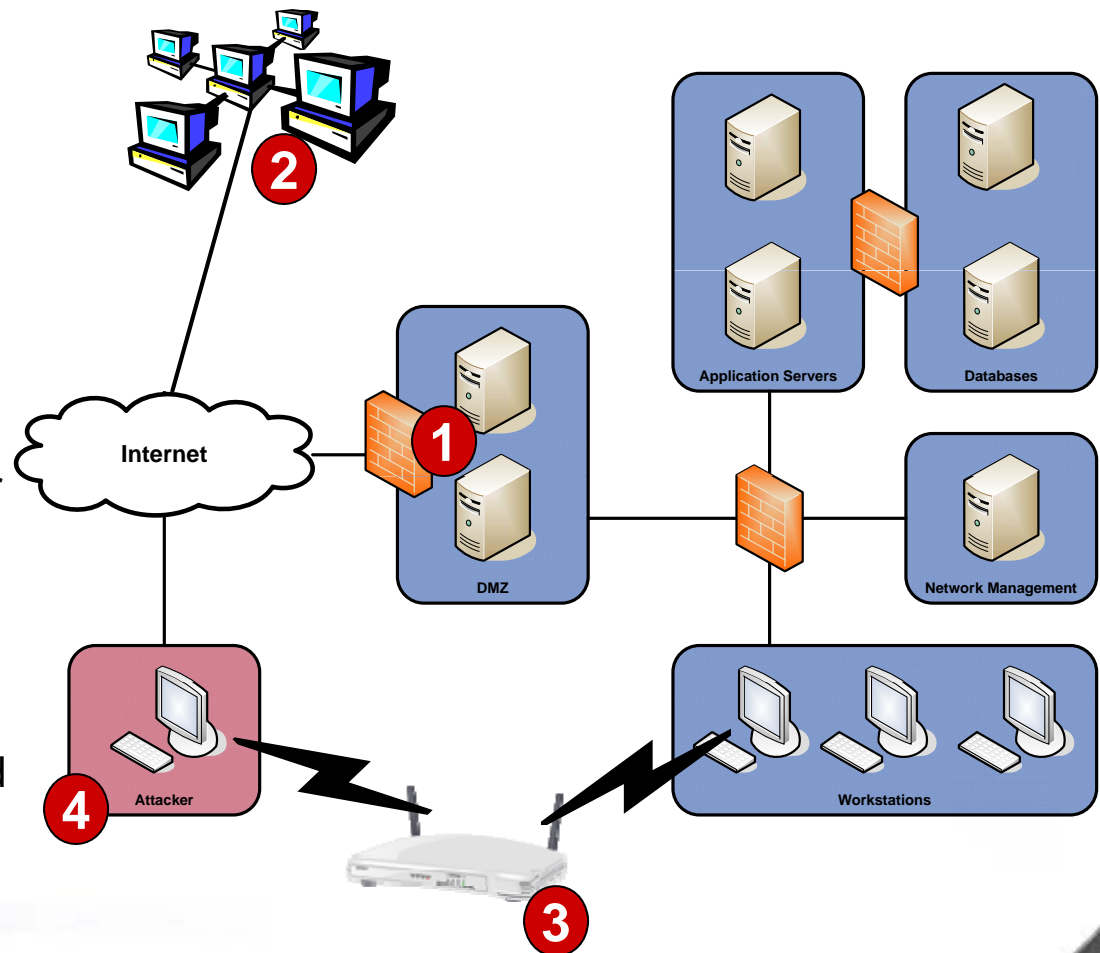 2
Application Servers
Databases
1
Internet
DMZ
Network Management
4
Attacker
Workstations
3